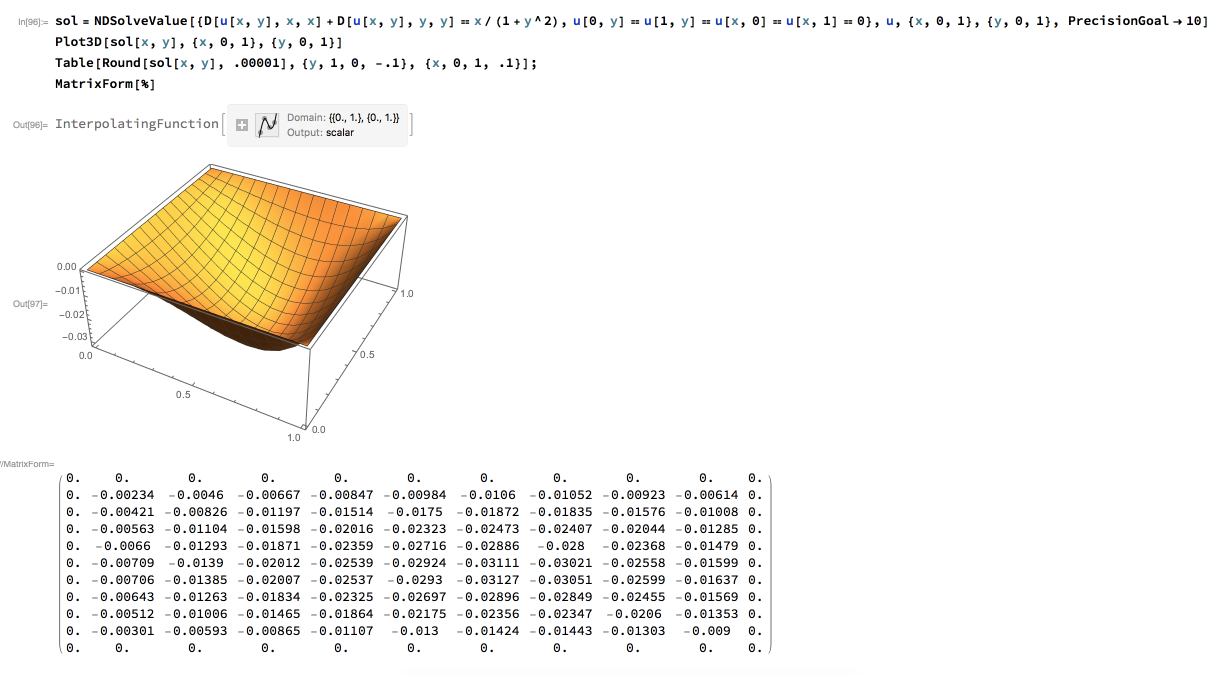 In[96]:= sol = NDSolveValue[{D[u[x, y], x, x] + D[u[x, y], y, y] == x / (1 + y^2), u[0, y] == u[1, y] == u[x, 0] == u[x, 1] == 0}, u, {x, 0, 1}, {y, 0, 1}, PrecisionGoal → 10]
Plot3D[sol[x, y], {x, 0, 1}, {y, 0, 1}]
Table[Round[sol[x, y], .00001], {y, 1, 0, -.1}, {x, 0, 1, .1}];
MatrixForm[%]
Out[96]= InterpolatingFunction[
Domain: {{0., 1.}, {0., 1.}}
Output: scalar
]
Out[97]=
0.00
-0.01
-0.02
-0.03
0.0
0.5
1.0
0.0
0.5
1.0
//MatrixForm=
0. 0. 0. 0. 0. 0. 0. 0. 0. 0. 0.
0. -0.00234 -0.0046 -0.00667 -0.00847 -0.00984 -0.0106 -0.01052 -0.00923 -0.00614 0.
0. -0.00421 -0.00826 -0.01197 -0.01514 -0.0175 -0.01872 -0.01835 -0.01576 -0.01008 0.
0. -0.00563 -0.01104 -0.01598 -0.02016 -0.02323 -0.02473 -0.02407 -0.02044 -0.01285 0.
0. -0.0066 -0.01293 -0.01871 -0.02359 -0.02716 -0.02886 -0.028 -0.02368 -0.01479 0.
0. -0.00709 -0.0139 -0.02012 -0.02539 -0.02924 -0.03111 -0.03021 -0.02558 -0.01599 0.
0. -0.00706 -0.01385 -0.02007 -0.02537 -0.0293 -0.03127 -0.03051 -0.02599 -0.01637 0.
0. -0.00643 -0.01263 -0.01834 -0.02325 -0.02697 -0.02896 -0.02849 -0.02455 -0.01569 0.
0. -0.00512 -0.01006 -0.01465 -0.01864 -0.02175 -0.02356 -0.02347 -0.0206 -0.01353 0.
0. -0.00301 -0.00593 -0.00865 -0.01107 -0.013 -0.01424 -0.01443 -0.01303 -0.009 0.
0. 0. 0. 0. 0. 0. 0. 0. 0. 0. 0.